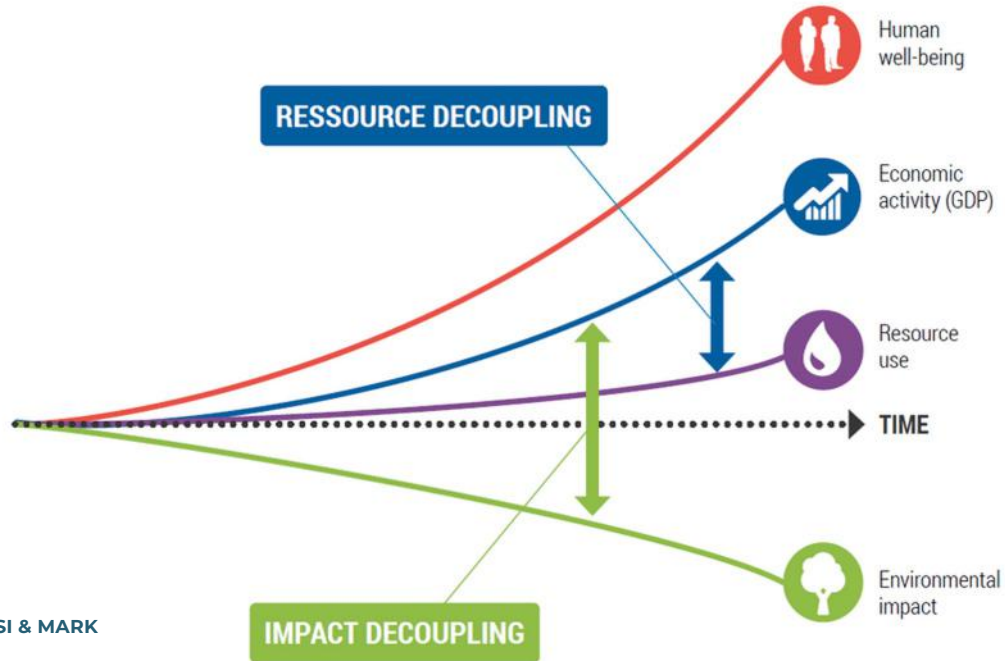 Human
well-being
RESSOURCE DECOUPLING
Economic
activity (GDP)
Resource
use
TIME
Environmental
impact
SI & MARK
IMPACT DECOUPLING